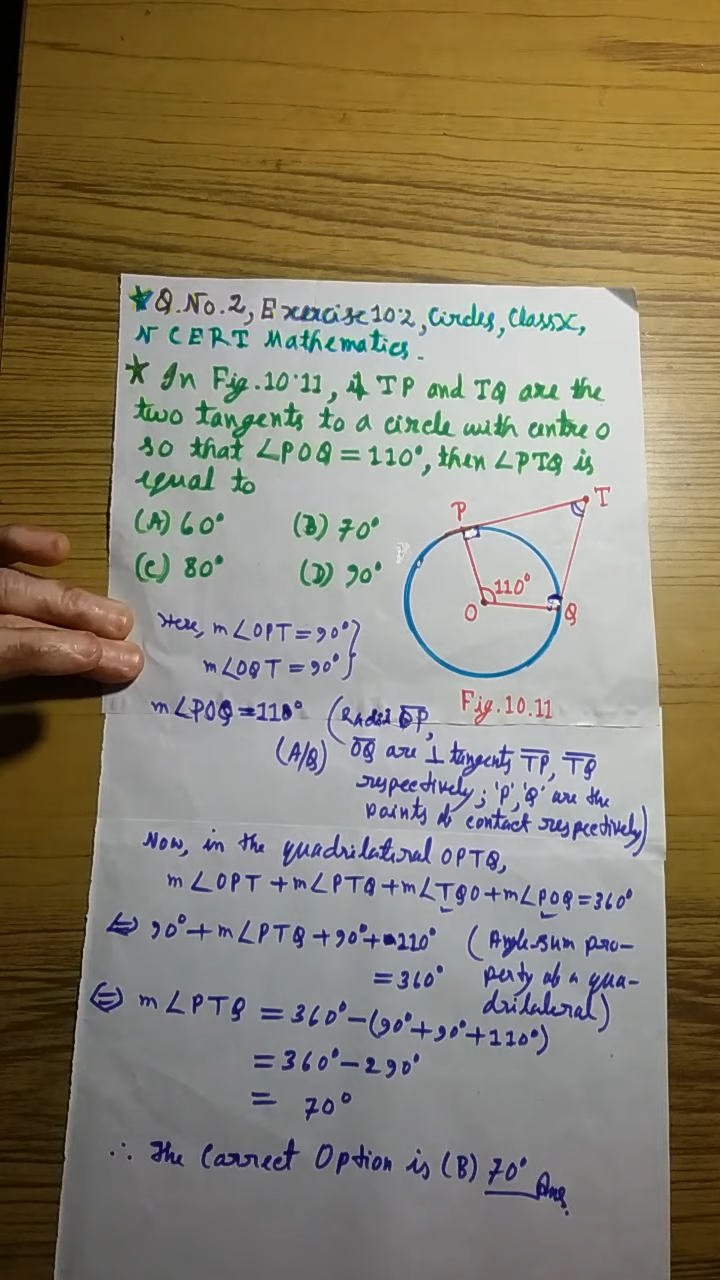 ★Q.No.2, Exercise 10.2, Circles, Class X,
NCERT Mathematics.
★ In Fig.10.11, if TP and TQ are the
two tangents to a circle with centre O
so that ∠POQ = 110°, then ∠PTQ is
equal to
(A) 60° (B) 70°
(C) 80° (D) 90°
P
T
110°
O
Q
Fig.10.11
Here, m∠OPT = 90° }
m∠OQT = 90° }
m∠POQ = 110° (Radii OP,
(A/Q) OQ are ⊥ tangents TP, TQ
respectively; 'P', 'Q' are the
points of contact respectively)
Now, in the quadrilateral OPTQ,
m∠OPT + m∠PTQ + m∠TQO + m∠POQ = 360°
⇔ 90° + m∠PTQ + 90° + 110° (Angle-sum pro-
= 360° perty of a qua-
drilateral)
⇔ m∠PTQ = 360° – (90° + 90° + 110°)
= 360° – 290°
= 70°
∴ The Correct Option is (B) 70° Ans.